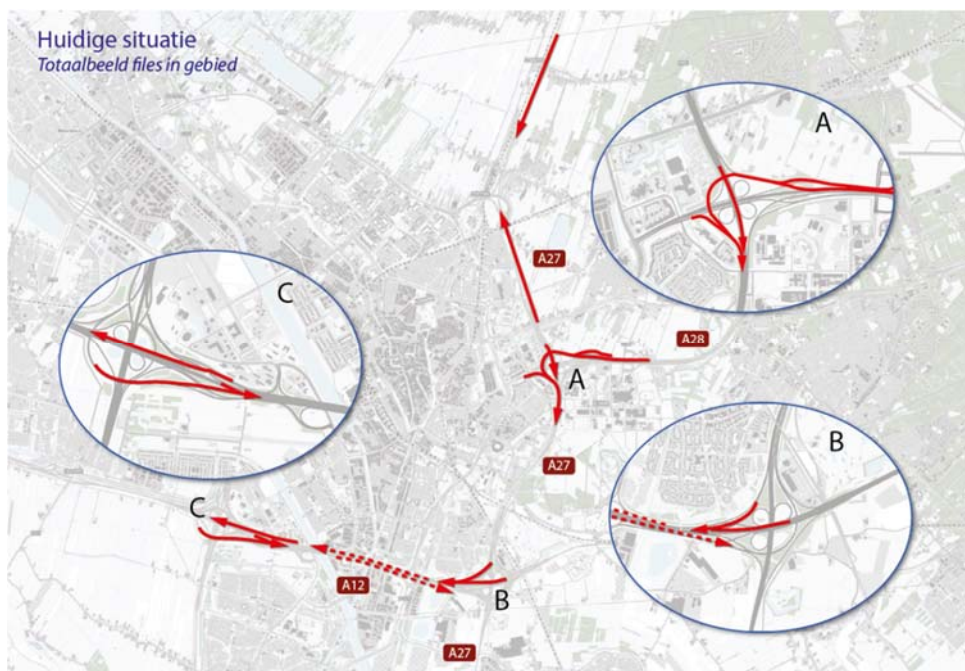 Huidige situatie
Totaalbeeld files in gebied
A
A27
C
A28
A
B
A27
C
A12
B
A27